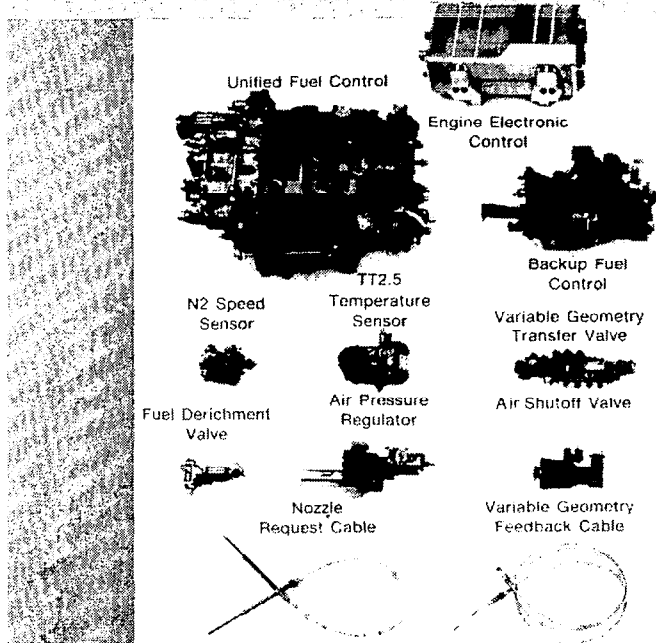 Unified Fuel Control
Engine Electronic
Control
Backup Fuel
Control
N2 Speed
Sensor
TT2.5
Temperature
Sensor
Variable Geometry
Transfer Valve
Fuel Derichment
Valve
Air Pressure
Regulator
Air Shutoff Valve
Nozzle
Request Cable
Variable Geometry
Feedback Cable